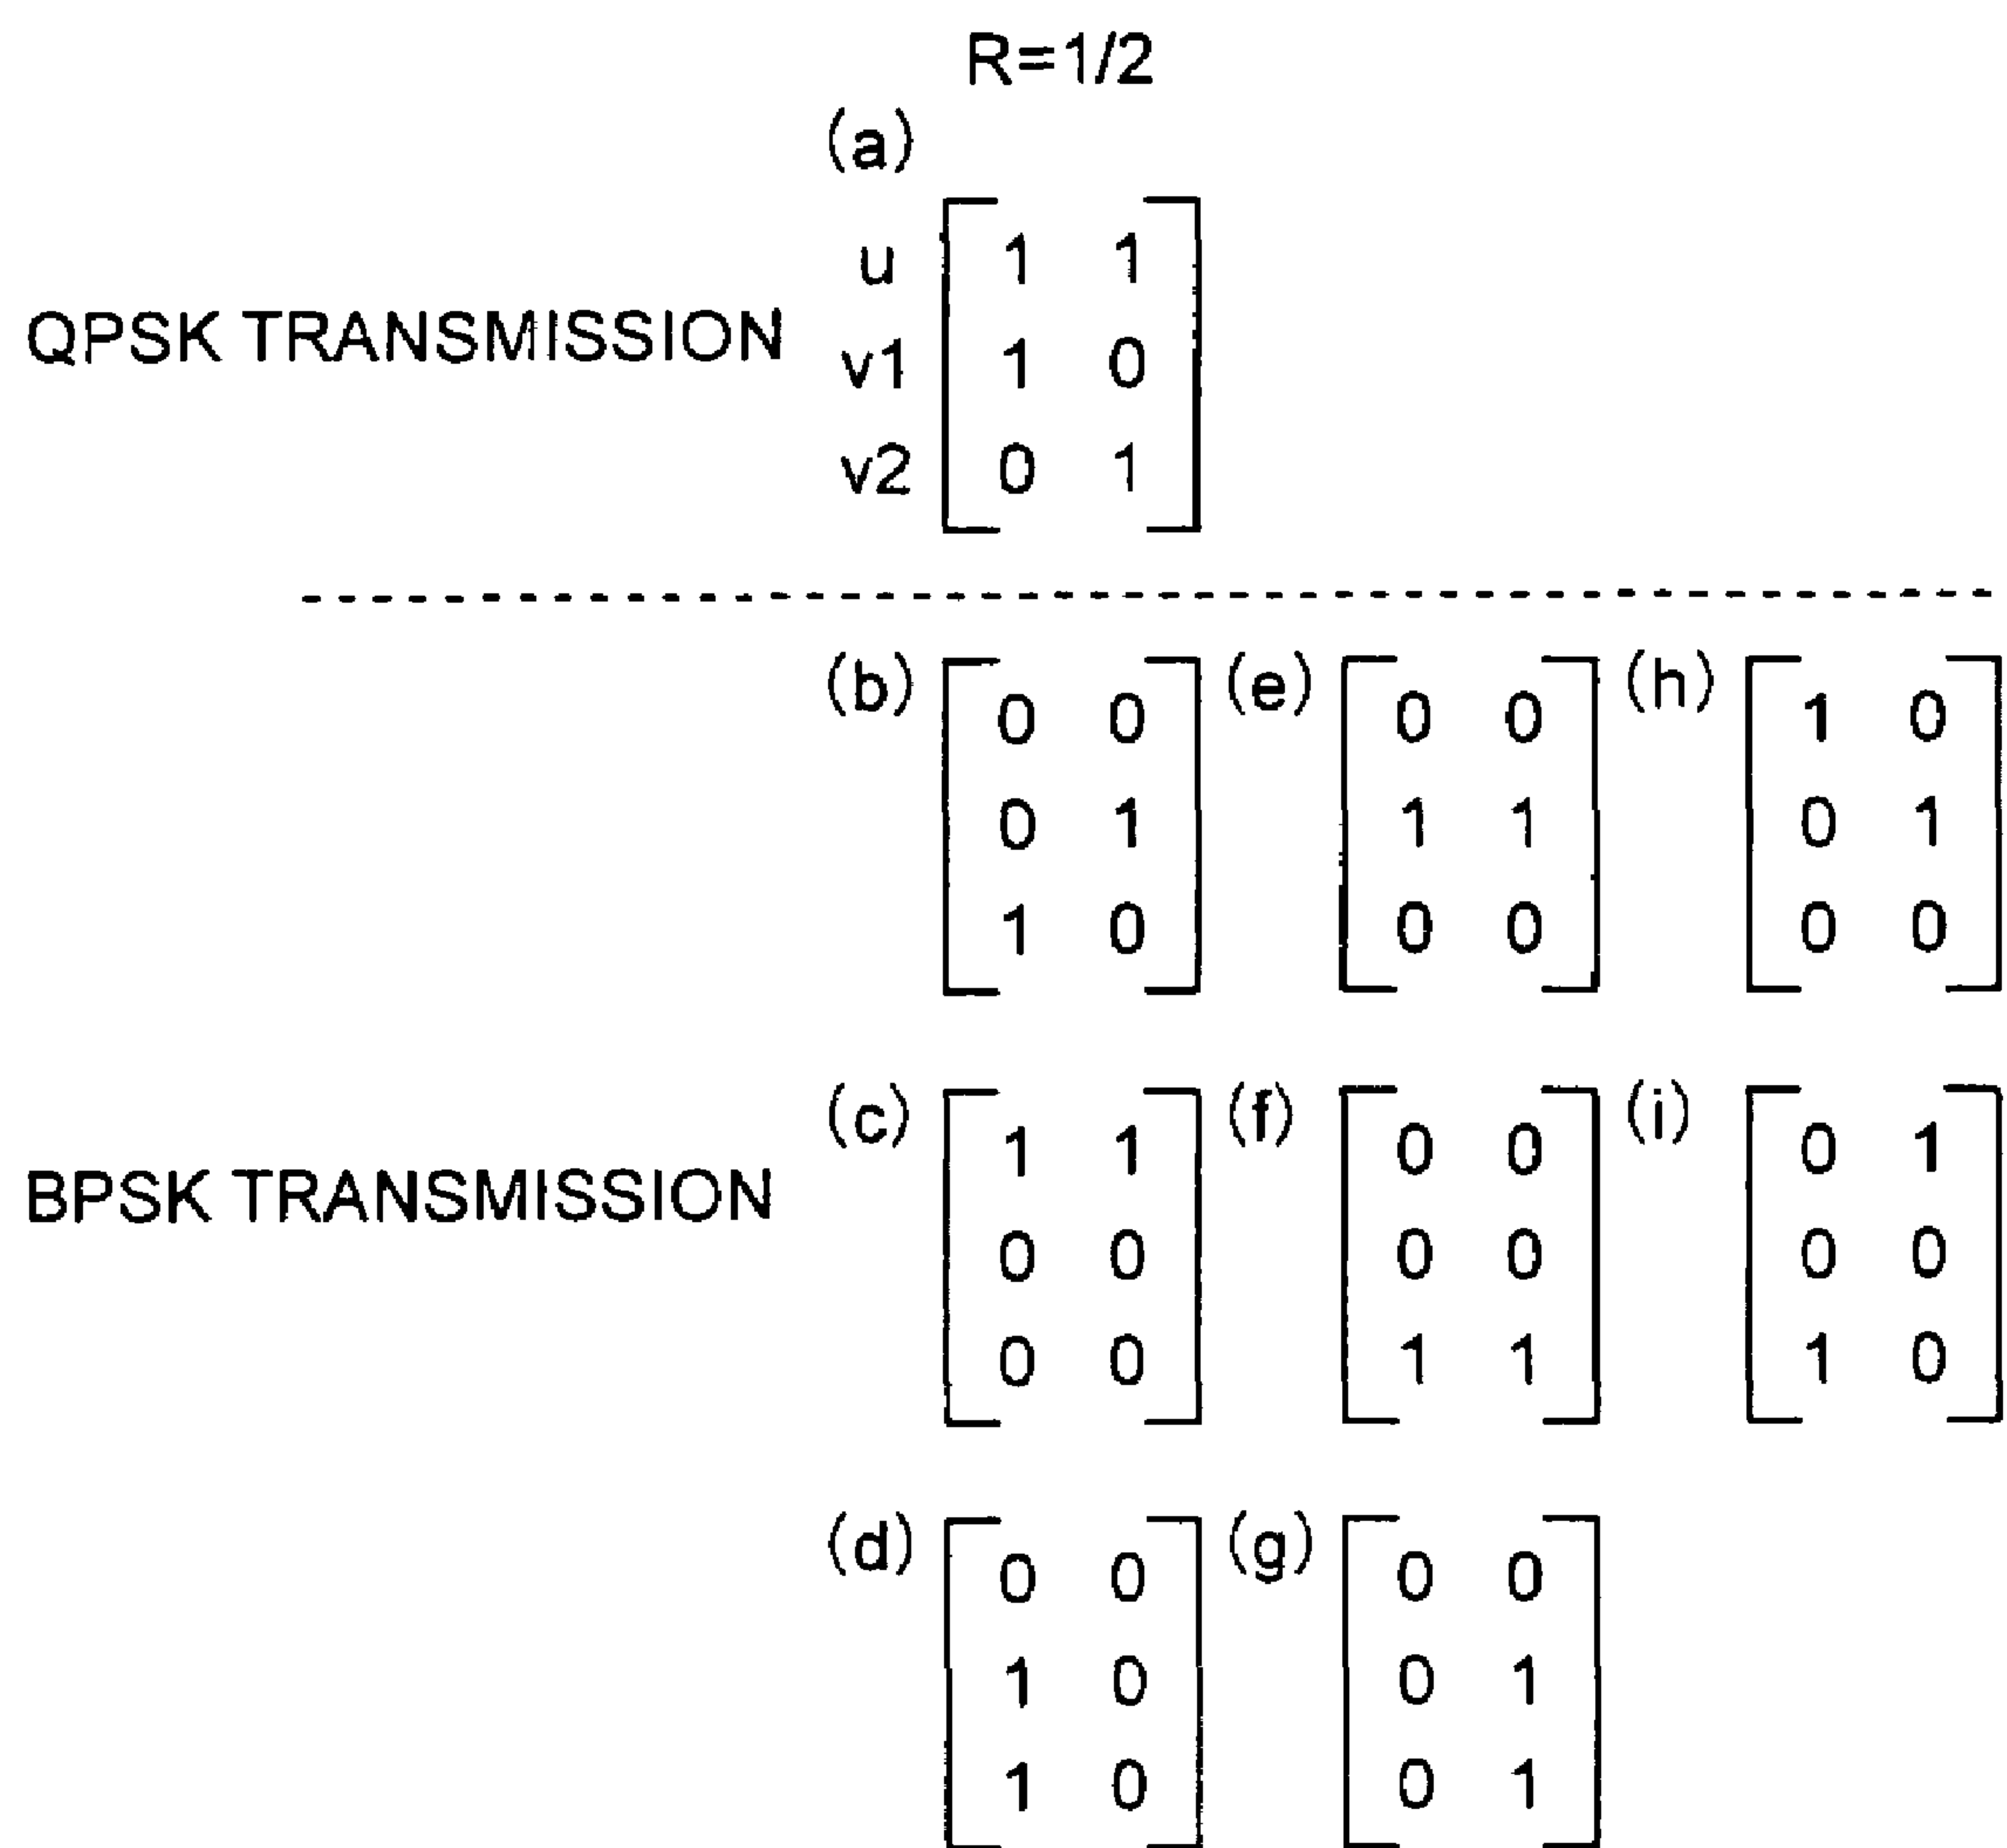 R=1/2
(a)
u 1 1
QPSK TRANSMISSION v1 1 0
v2 0 1
(b) 0 0 (e) 0 0 (h) 1 0
0 1 1 1 0 1
1 0 0 0 0 0
(c) 1 1 (f) 0 0 (i) 0 1
BPSK TRANSMISSION 0 0 0 0 0 0
0 0 1 1 1 0
(d) 0 0 (g) 0 0
1 0 0 1
1 0 0 1